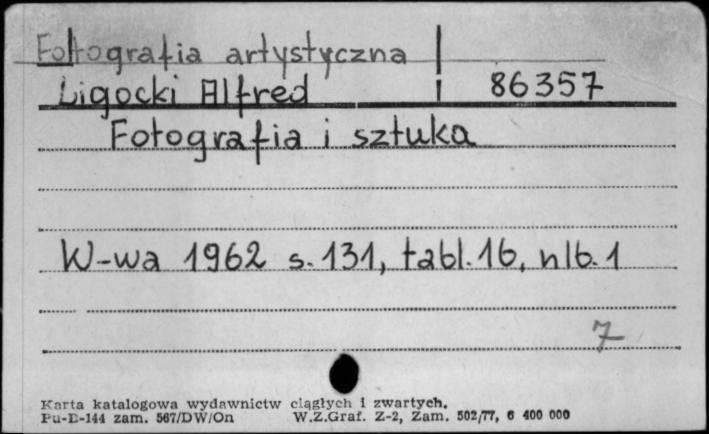 Fotografia artystyczna
Ligocki Alfred 86357
Fotografia i sztuka
W-wa 1962 s. 131, tabl. 16, nlb. 1
7
Karta katalogowa wydawnictw ciągłych i zwartych.
Pu-D-144 zam. 567/DW/On W.Z.Graf. Z-2, Zam. 502/77, 6 400 000